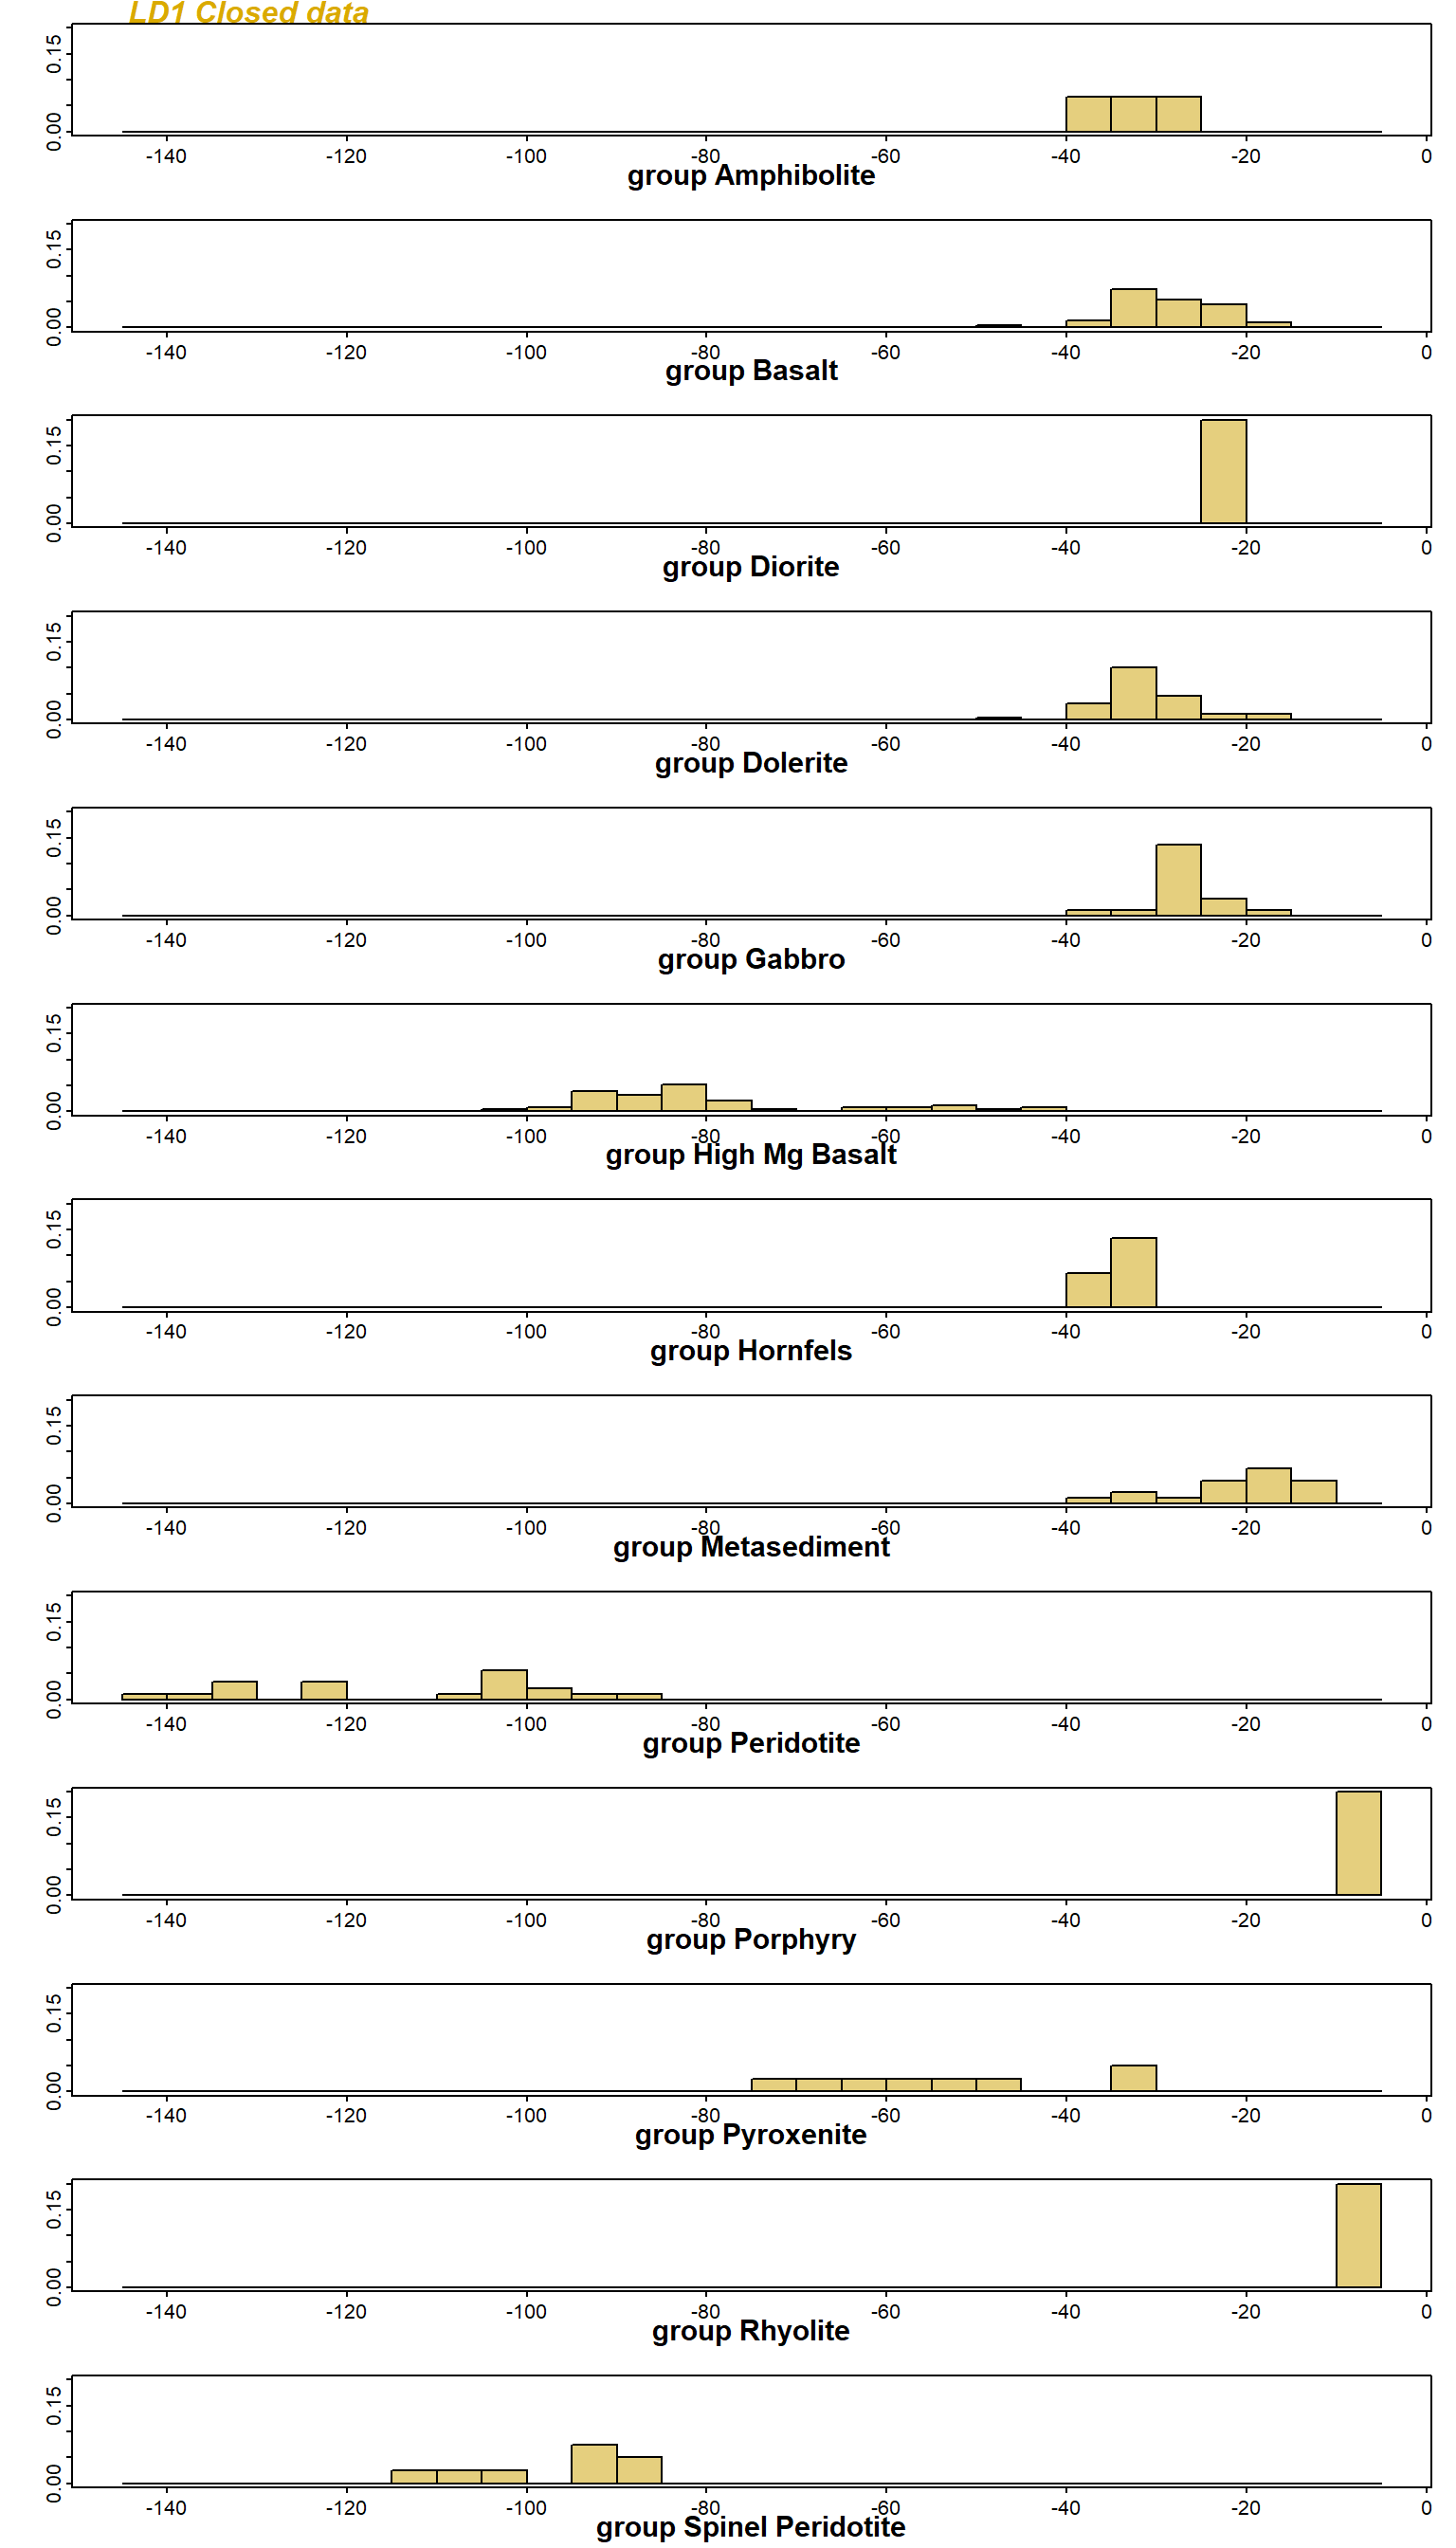 LD1 Closed data
0.00 0.15
-140 -120 -100 -80 -60 -40 -20 0
group Amphibolite
0.00 0.15
-140 -120 -100 -80 -60 -40 -20 0
group Basalt
0.00 0.15
-140 -120 -100 -80 -60 -40 -20 0
group Diorite
0.00 0.15
-140 -120 -100 -80 -60 -40 -20 0
group Dolerite
0.00 0.15
-140 -120 -100 -80 -60 -40 -20 0
group Gabbro
0.00 0.15
-140 -120 -100 -80 -60 -40 -20 0
group High Mg Basalt
0.00 0.15
-140 -120 -100 -80 -60 -40 -20 0
group Hornfels
0.00 0.15
-140 -120 -100 -80 -60 -40 -20 0
group Metasediment
0.00 0.15
-140 -120 -100 -80 -60 -40 -20 0
group Peridotite
0.00 0.15
-140 -120 -100 -80 -60 -40 -20 0
group Porphyry
0.00 0.15
-140 -120 -100 -80 -60 -40 -20 0
group Pyroxenite
0.00 0.15
-140 -120 -100 -80 -60 -40 -20 0
group Rhyolite
0.00 0.15
-140 -120 -100 -80 -60 -40 -20 0
group Spinel Peridotite